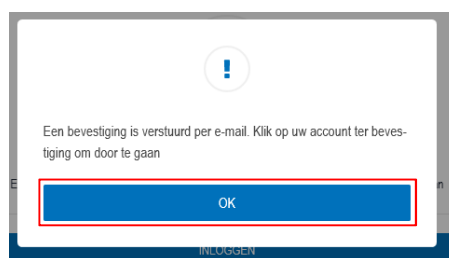 !
Een bevestiging is verstuurd per e-mail. Klik op uw account ter beves-
tiging om door te gaan
E
n
OK
INLOGGEN